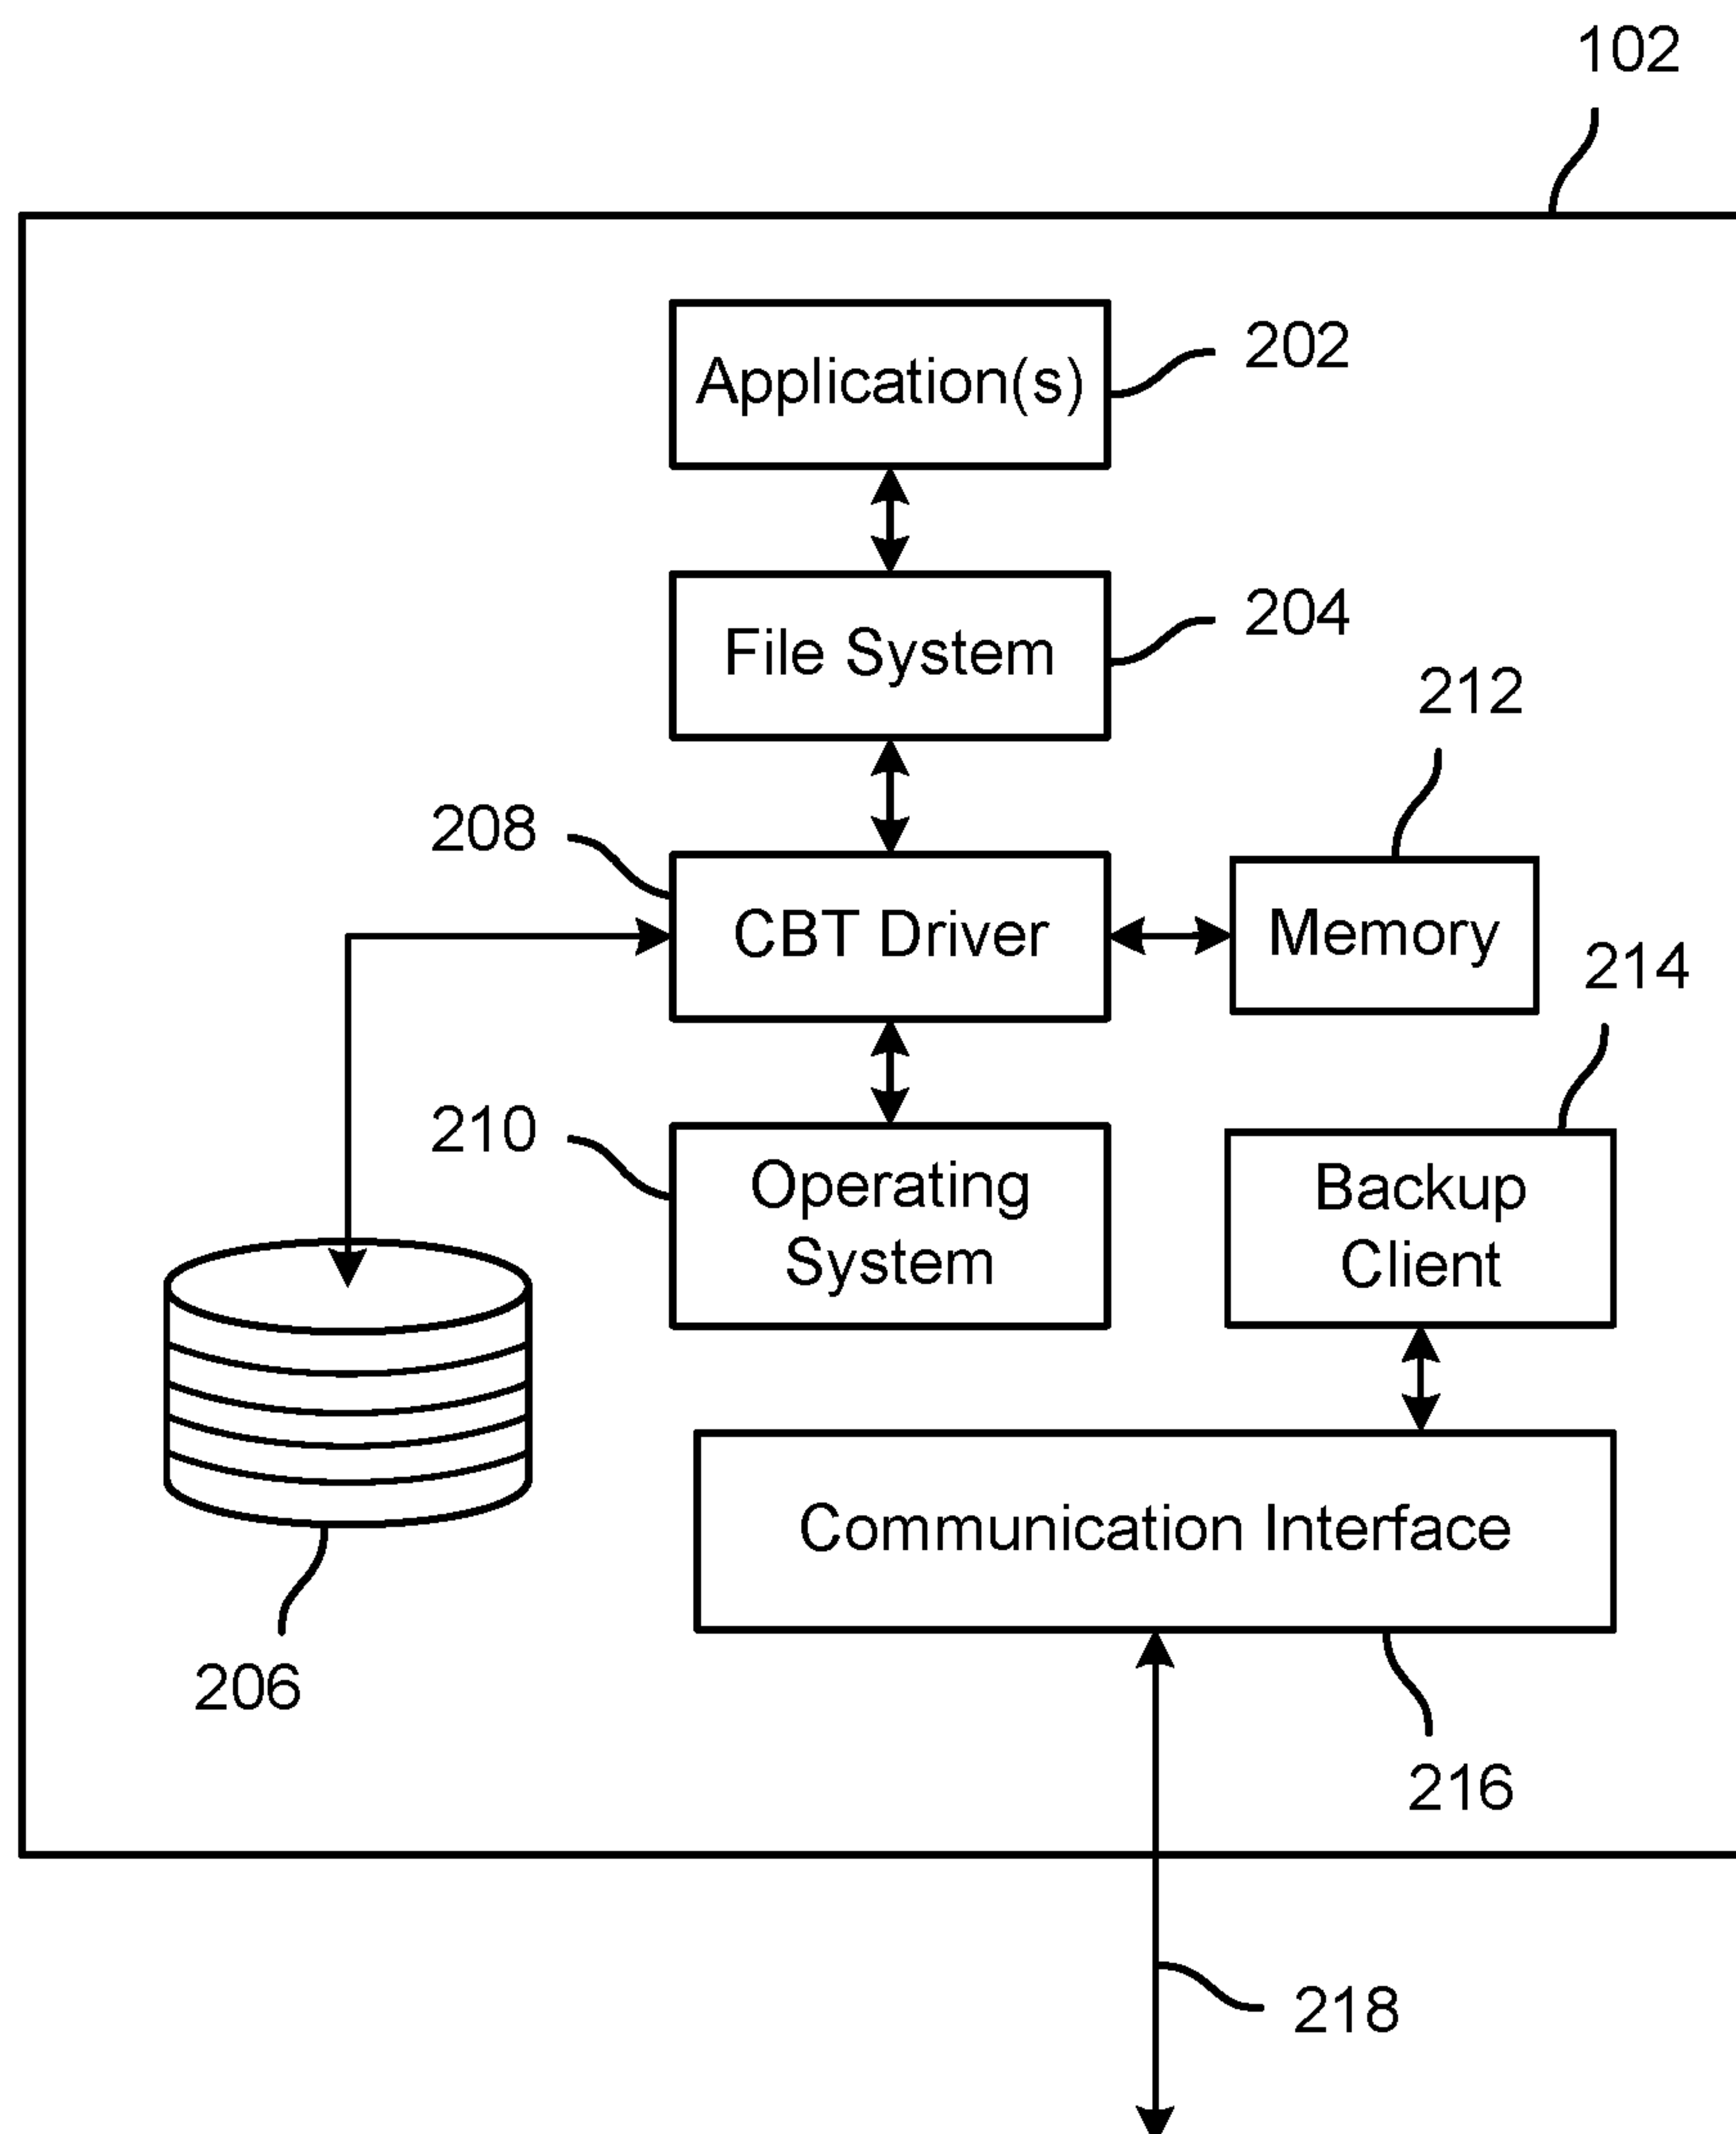 102
Application(s)
202
File System
204
212
208
CBT Driver
Memory
214
210
Operating
System
Backup
Client
Communication Interface
206
216
218